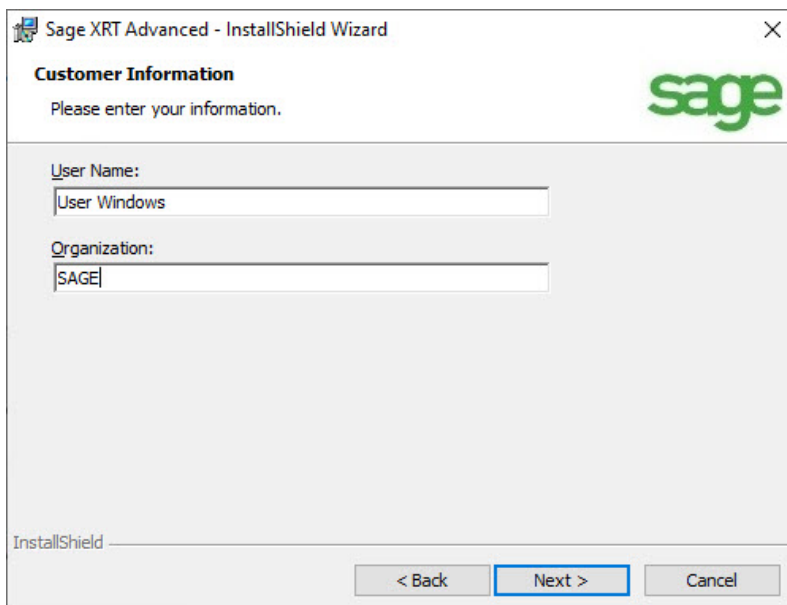 Sage XRT Advanced - InstallShield Wizard
Customer Information
Please enter your information.
sage
User Name:
User Windows
Organization:
SAGE
InstallShield
< Back Next > Cancel